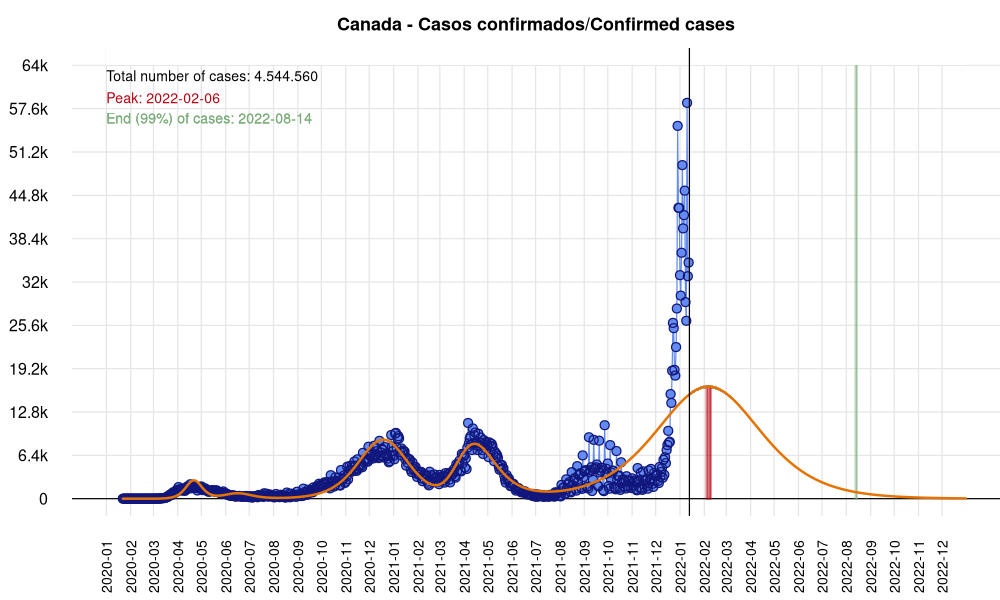 Canada - Casos confirmados/Confirmed cases
Total number of cases: 4.544.560
Peak: 2022-02-06
End (99%) of cases: 2022-08-14
64k
57.6k
51.2k
44.8k
38.4k
32k
25.6k
19.2k
12.8k
6.4k
0
2020-01
2020-02
2020-03
2020-04
2020-05
2020-06
2020-07
2020-08
2020-09
2020-10
2020-11
2020-12
2021-01
2021-02
2021-03
2021-04
2021-05
2021-06
2021-07
2021-08
2021-09
2021-10
2021-11
2021-12
2022-01
2022-02
2022-03
2022-04
2022-05
2022-06
2022-07
2022-08
2022-09
2022-10
2022-11
2022-12